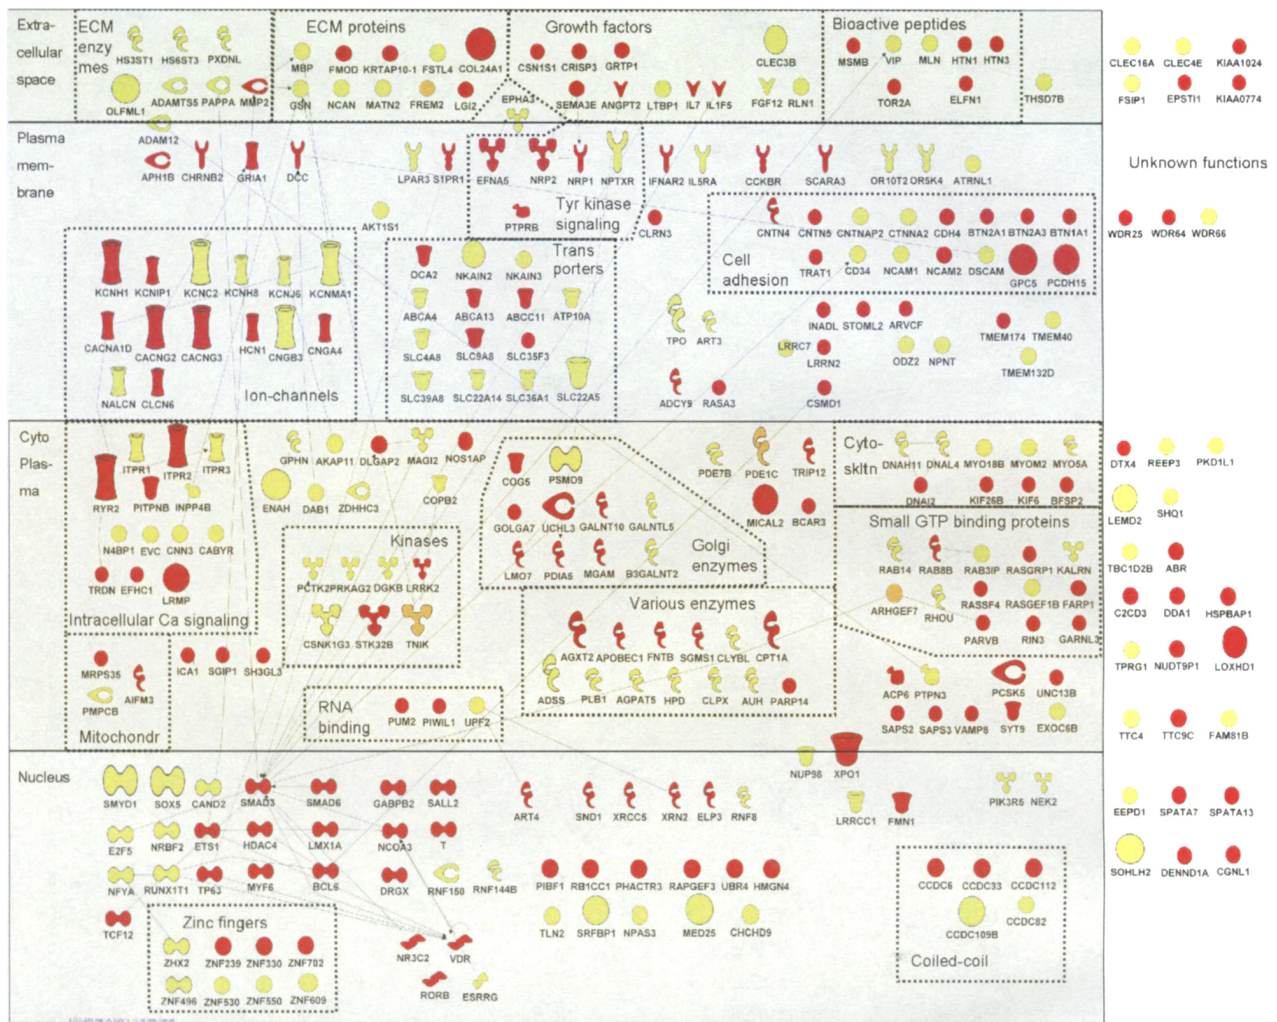 Extra-
cellular
space
ECM
enzy
mes
HS3ST1 HS6ST3 PXDNL
OLFML1 ADAMTS5 PAPPA MMP2
ADAM12
ECM proteins
MBP FMOD KRTAP10-1 FSTL4 COL24A1
GSN NCAN MATN2 FREM2 LGI2
Growth factors
CSN1S1 CRISP3 GRTP1 CLEC3B
EPHA3 SEMA3E ANGPT2 LTBP1 IL7 IL1F5 FGF12 RLN1
Bioactive peptides
MSMB VIP MLN HTN1 HTN3
TOR2A ELFN1
THSD7B
CLEC16A CLEC4E KIAA1024
FSIP1 EPSTI1 KIAA0774
Unknown functions
WDR25 WDR64 WDR66
Plasma
mem-
brane
APH1B CHRNB2 GRIA1 DCC
LPAR3 S1PR1
AKT1S1
EFNA5 NRP2 NRP1 NPTXR
PTPRB
Tyr kinase
signaling
IFNAR2 IL5RA CCKBR SCARA3 OR10T2 OR5K4 ATRNL1
CLRN3
CNTN4 CNTN5 CNTNAP2 CTNNA2 CDH4 BTN2A1 BTN2A3 BTN1A1
Cell
adhesion
TRAT1 CD34 NCAM1 NCAM2 DSCAM GPC5 PCDH15
KCNH1 KCNIP1 KCNC2 KCNH8 KCNJ6 KCNMA1
CACNA1D CACNG2 CACNG3 HCN1 CNGB3 CNGA4
NALCN CLCN6
Ion-channels
Trans
porters
OCA2 NKAIN2 NKAIN3
ABCA4 ABCA13 ABCC11 ATP10A
SLC4A8 SLC9A8 SLC35F3
SLC39A8 SLC22A14 SLC36A1 SLC22A5
TPO ART3
INADL STOML2 ARVCF
TMEM174 TMEM40
LRRC7 LRRN2 ODZ2 NPNT
TMEM132D
ADCY9 RASA3 CSMD1
Cyto
Plas-
ma
ITPR1 ITPR2 ITPR3
RYR2 PITPNB INPP4B
N4BP1 EVC CNN3 CABYR
TRDN EFHC1 LRMP
Intracellular Ca signaling
GPHN AKAP11 DLGAP2 MAGI2 NOS1AP
ENAH DAB1 ZDHHC3 COPB2
Kinases
PCTK2 PRKAG2 DGKB LRRK2
CSNK1G3 STK32B TNIK
COG5 PSMD9
GOLGA7 UCHL3 GALNT10 GALNTL5
LMO7 PDIA5 MGAM B3GALNT2
Golgi
enzymes
PDE7B PDE1C TRIP12
MICAL2 BCAR3
Cyto-
skltn
DNAH11 DNAL4 MYO18B MYOM2 MYO5A
DNAI2 KIF26B KIF6 BFSP2
Small GTP binding proteins
RAB14 RAB8B RAB3IP RASGRP1 KALRN
ARHGEF7 RHOU RASSF4 RASGEF1B FARP1
PARVB RIN3 GARNL3
Various enzymes
AGXT2 APOBEC1 FNTB SGMS1 CLYBL CPT1A
ADSS PLB1 AGPAT5 HPD CLPX AUH PARP14
ACP6 PTPN3 PCSK5 UNC13B
SAPS2 SAPS3 VAMP8 SYT9 EXOC6B
MRPS35
PMPCB AIFM3
Mitochondr
ICA1 SGIP1 SH3GL3
RNA
binding
PUM2 PIWIL1 UPF2
DTX4 REEP3 PKD1L1
LEMD2 SHQ1
TBC1D2B ABR
C2CD3 DDA1 HSPBAP1
TPRG1 NUDT9P1 LOXHD1
TTC4 TTC9C FAM81B
EEPD1 SPATA7 SPATA13
SOHLH2 DENND1A CGNL1
Nucleus
SMYD1 SOX5 CAND2 SMAD3 SMAD6 GABPB2 SALL2
E2F5 NRBF2 ETS1 HDAC4 LMX1A NCOA3 T
NFYA RUNX1T1 TP63 MYF6 BCL6 DRGX RNF150 RNF144B
TCF12
Zinc fingers
ZHX2 ZNF239 ZNF330 ZNF702
ZNF496 ZNF530 ZNF550 ZNF609
NR3C2 VDR
RORB ESRRG
ART4 SND1 XRCC5 XRN2 ELP3 RNF8
NUP98 XPO1
LRRCC1 FMN1
PIK3R5 NEK2
PIBF1 RB1CC1 PHACTR3 RAPGEF3 UBR4 HMGN4
TLN2 SRFBP1 NPAS3 MED25 CHCHD9
CCDC6 CCDC33 CCDC112
CCDC109B CCDC82
Coiled-coil